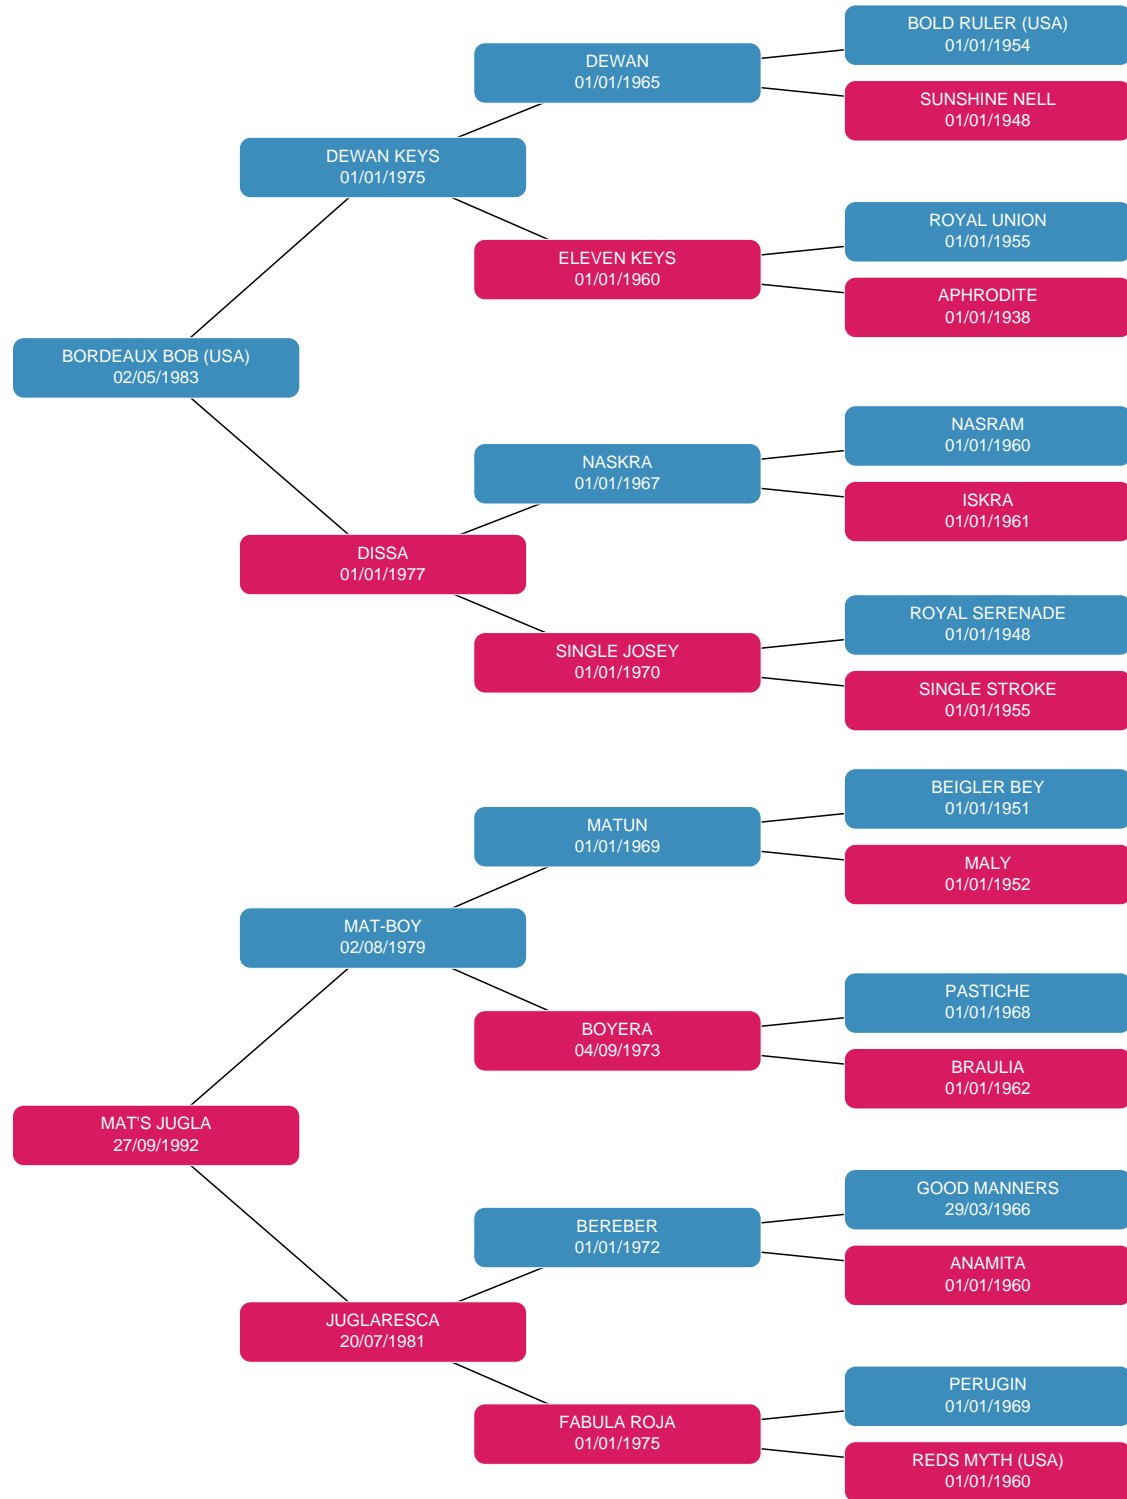 BOLD RULER (USA)
01/01/1954
DEWAN
01/01/1965
SUNSHINE NELL
01/01/1948
DEWAN KEYS
01/01/1975
ROYAL UNION
01/01/1955
ELEVEN KEYS
01/01/1960
APHRODITE
01/01/1938
BORDEAUX BOB (USA)
02/05/1983
NASRAM
01/01/1960
NASKRA
01/01/1967
ISKRA
01/01/1961
DISSA
01/01/1977
ROYAL SERENADE
01/01/1948
SINGLE JOSEY
01/01/1970
SINGLE STROKE
01/01/1955
BEIGLER BEY
01/01/1951
MATUN
01/01/1969
MALY
01/01/1952
MAT-BOY
02/08/1979
PASTICHE
01/01/1968
BOYERA
04/09/1973
BRAULIA
01/01/1962
MAT'S JUGLA
27/09/1992
GOOD MANNERS
29/03/1966
BEREBER
01/01/1972
ANAMITA
01/01/1960
JUGLARESCA
20/07/1981
PERUGIN
01/01/1969
FABULA ROJA
01/01/1975
REDS MYTH (USA)
01/01/1960